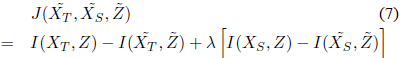 J(X̃_T, X̃_S, Z̃) (7)
= I(X_T, Z) − I(X̃_T, Z̃) + λ [I(X_S, Z) − I(X̃_S, Z̃)]